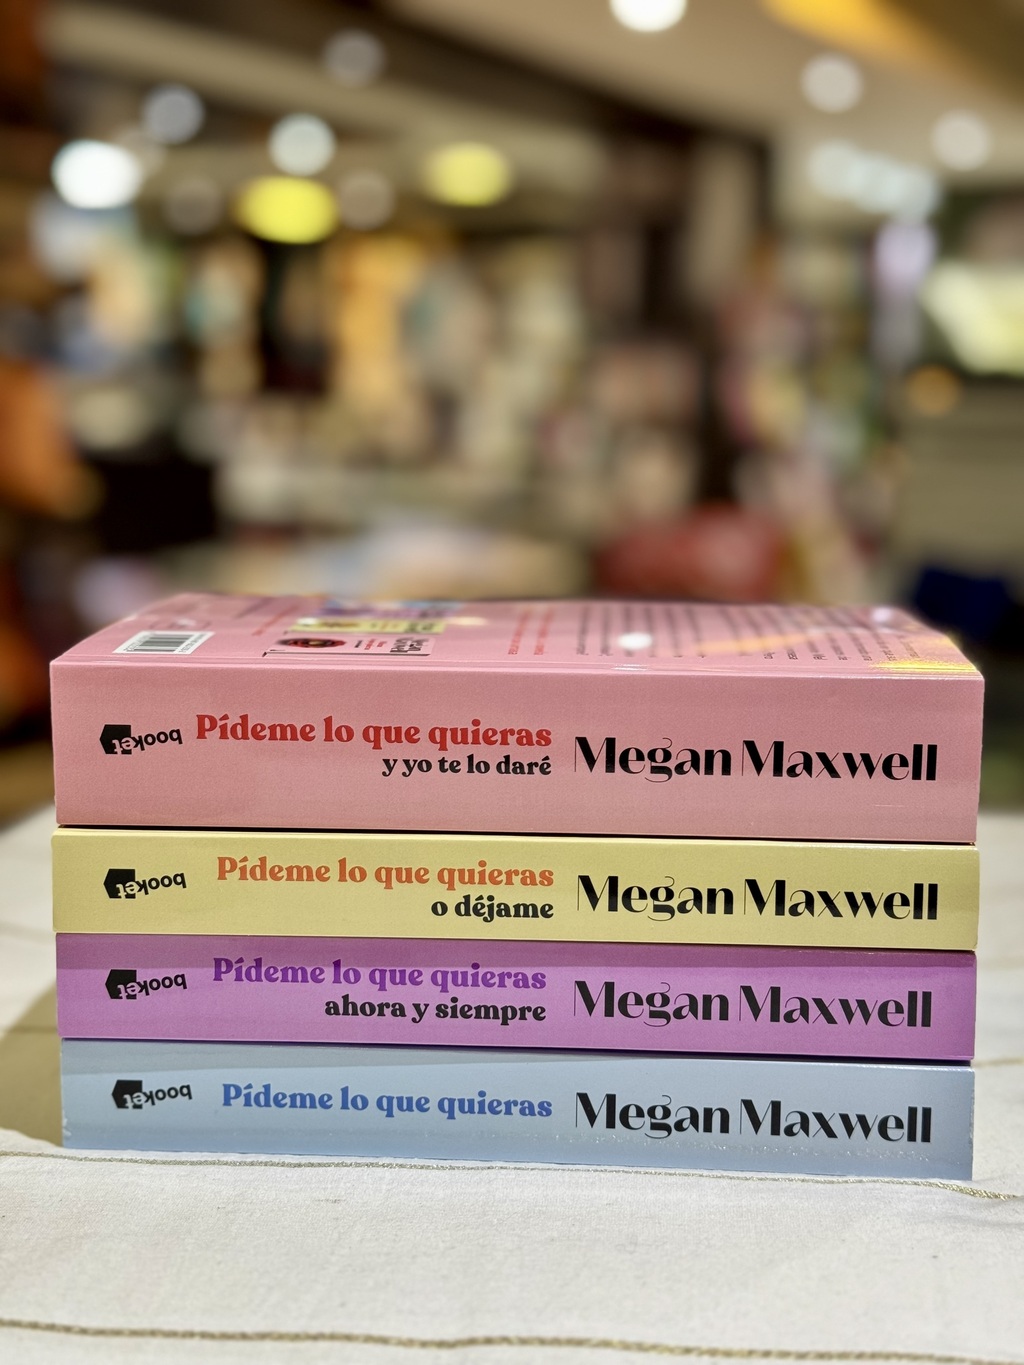 booket
Pídeme lo que quieras
y yo te lo daré
Megan Maxwell
booket
Pídeme lo que quieras
o déjame
Megan Maxwell
booket
Pídeme lo que quieras
ahora y siempre
Megan Maxwell
booket
Pídeme lo que quieras
Megan Maxwell